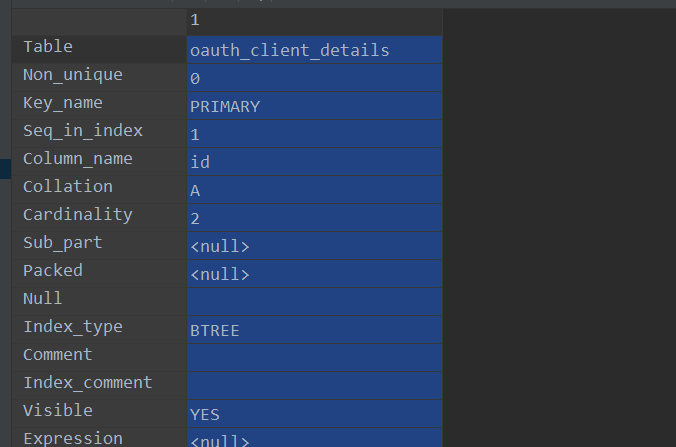 1
Table oauth_client_details
Non_unique 0
Key_name PRIMARY
Seq_in_index 1
Column_name id
Collation A
Cardinality 2
Sub_part <null>
Packed <null>
Null
Index_type BTREE
Comment
Index_comment
Visible YES
Expression <null>